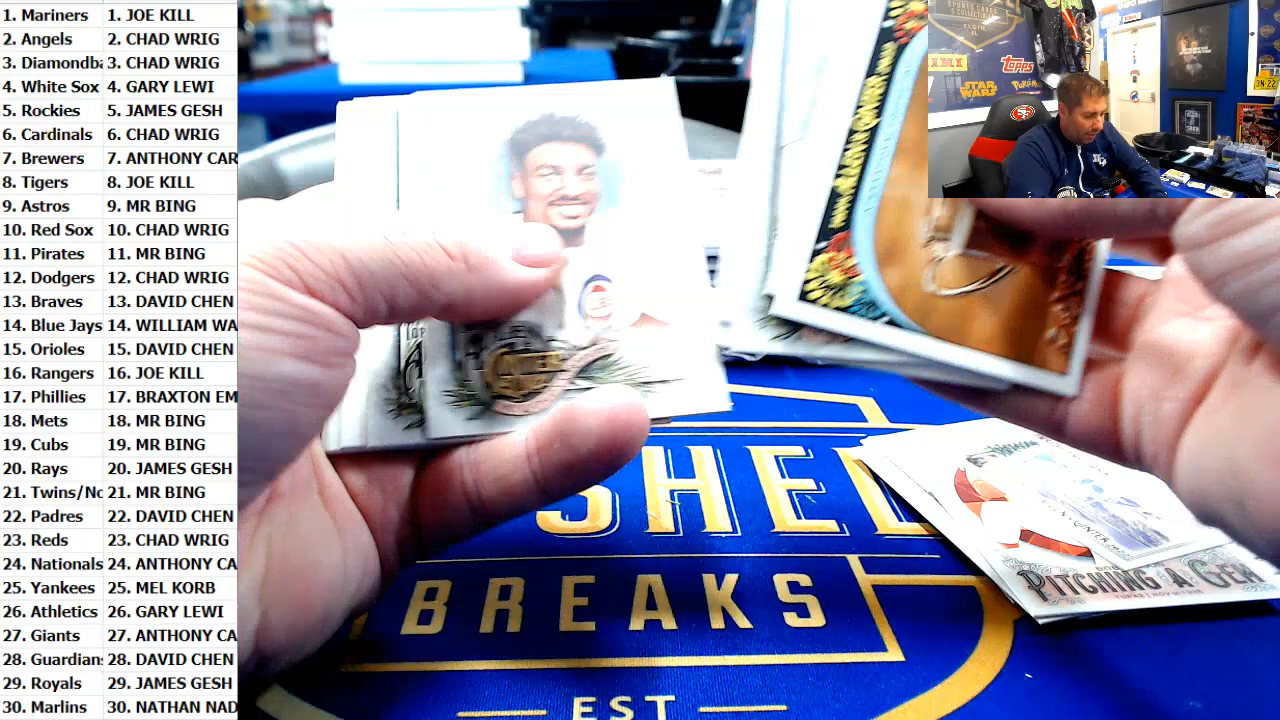 1. Mariners 1. JOE KILL
2. Angels 2. CHAD WRIG
3. Diamondba 3. CHAD WRIG
4. White Sox 4. GARY LEWI
5. Rockies 5. JAMES GESH
6. Cardinals 6. CHAD WRIG
7. Brewers 7. ANTHONY CAR
8. Tigers 8. JOE KILL
9. Astros 9. MR BING
10. Red Sox 10. CHAD WRIG
11. Pirates 11. MR BING
12. Dodgers 12. CHAD WRIG
13. Braves 13. DAVID CHEN
14. Blue Jays 14. WILLIAM WA
15. Orioles 15. DAVID CHEN
16. Rangers 16. JOE KILL
17. Phillies 17. BRAXTON EM
18. Mets 18. MR BING
19. Cubs 19. MR BING
20. Rays 20. JAMES GESH
21. Twins/No 21. MR BING
22. Padres 22. DAVID CHEN
23. Reds 23. CHAD WRIG
24. Nationals 24. ANTHONY CA
25. Yankees 25. MEL KORB
26. Athletics 26. GARY LEWI
27. Giants 27. ANTHONY CA
28. Guardians 28. DAVID CHEN
29. Royals 29. JAMES GESH
30. Marlins 30. NATHAN NAD
SPORTS CARDS
TOPPS
STAR WARS
POKéMON
SHEL
BREAKS
EST
PITCHING A GEM